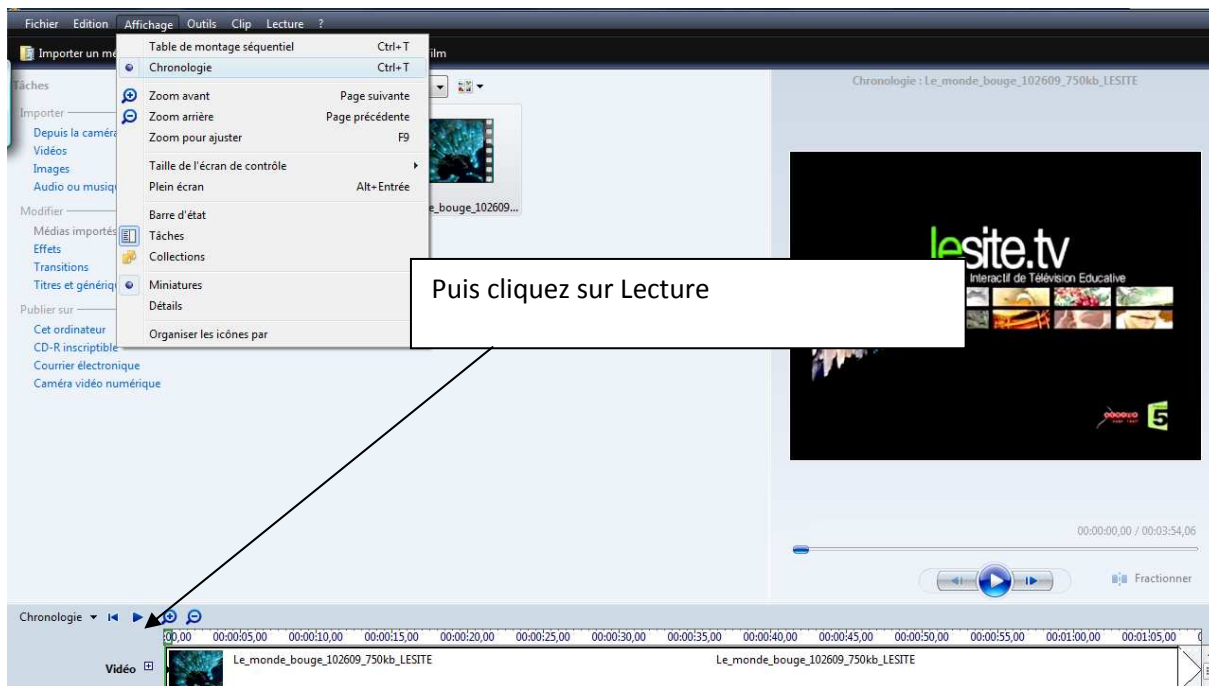 Fichier Edition Affichage Outils Clip Lecture ?
Importer un mé
ilm
Table de montage séquentiel Ctrl+T
Chronologie Ctrl+T
Zoom avant Page suivante
Zoom arrière Page précédente
Zoom pour ajuster F9
Taille de l'écran de contrôle
Plein écran Alt+Entrée
Barre d'état
Tâches
Collections
Miniatures
Détails
Organiser les icônes par
Tâches
Importer
Depuis la caméra
Vidéos
Images
Audio ou musiq
Modifier
Médias importés
Effets
Transitions
Titres et génériq
Publier sur
Cet ordinateur
CD-R inscriptible
Courrier électronique
Caméra vidéo numérique
e_bouge_102609...
Puis cliquez sur Lecture
Chronologie : Le_monde_bouge_102609_750kb_LESITE
lesite.tv
Interactif de Télévision Educative
5
00:00:00,00 / 00:03:54,06
Fractionner
Chronologie
00,00 00:00:05,00 00:00:10,00 00:00:15,00 00:00:20,00 00:00:25,00 00:00:30,00 00:00:35,00 00:00:40,00 00:00:45,00 00:00:50,00 00:00:55,00 00:01:00,00 00:01:05,00
Vidéo Le_monde_bouge_102609_750kb_LESITE Le_monde_bouge_102609_750kb_LESITE